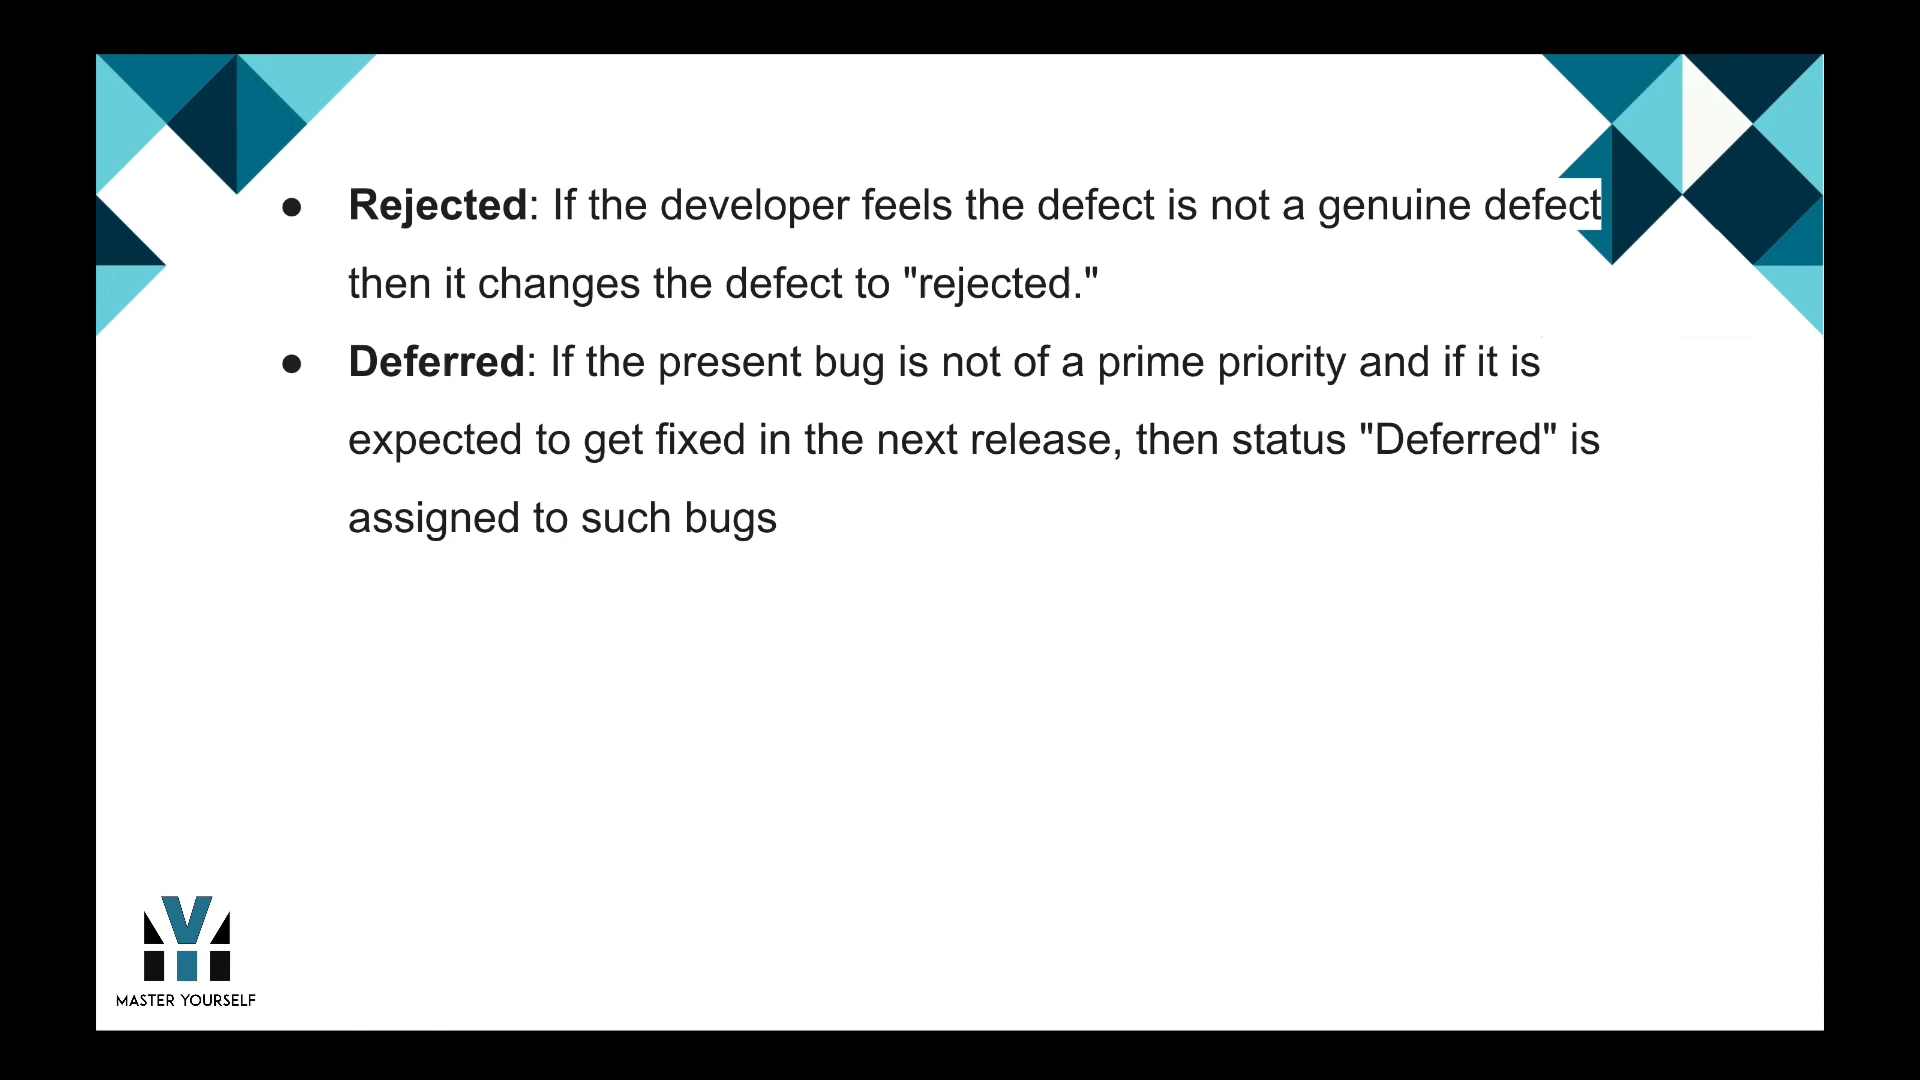 ● Rejected: If the developer feels the defect is not a genuine defect
then it changes the defect to "rejected."
● Deferred: If the present bug is not of a prime priority and if it is
expected to get fixed in the next release, then status "Deferred" is
assigned to such bugs
MASTER YOURSELF